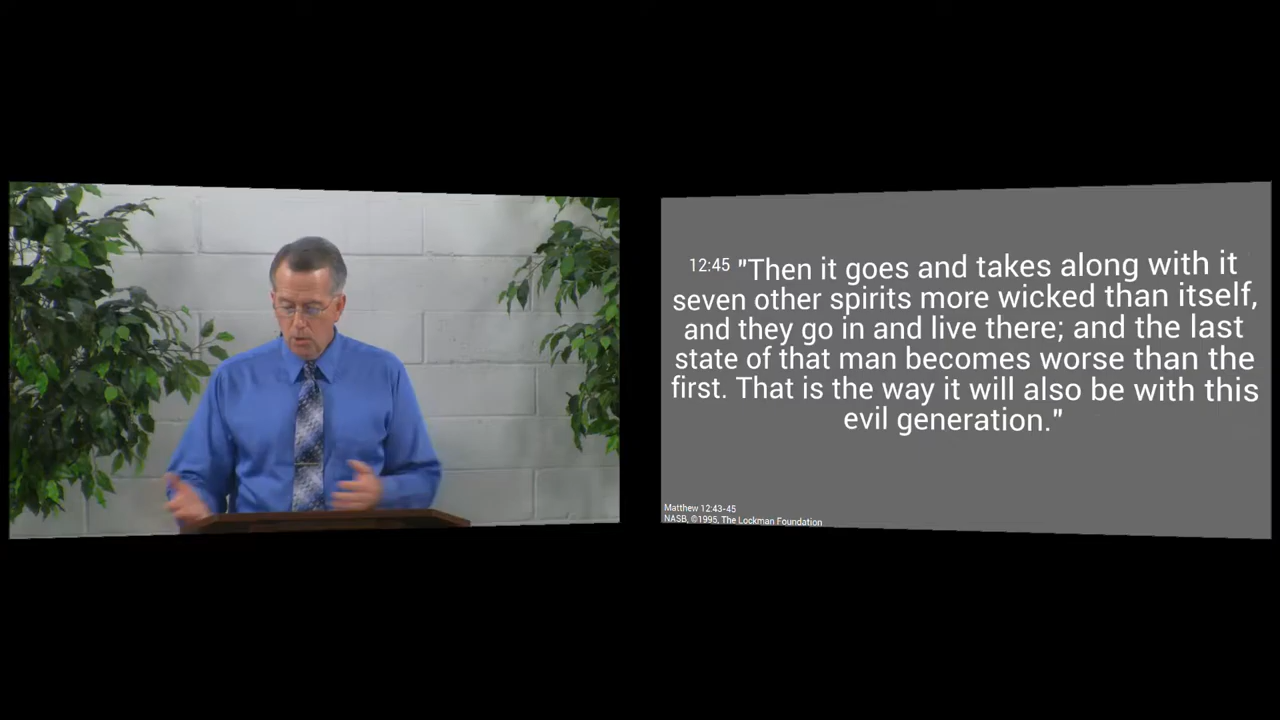 12:45 "Then it goes and takes along with it
seven other spirits more wicked than itself,
and they go in and live there; and the last
state of that man becomes worse than the
first. That is the way it will also be with this
evil generation."
Matthew 12:43-45
NASB, ©1995, The Lockman Foundation